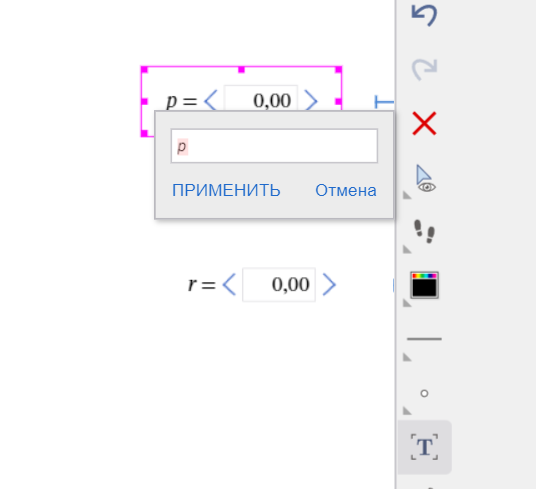 p = 0,00
p
ПРИМЕНИТЬ Отмена
r = 0,00
T